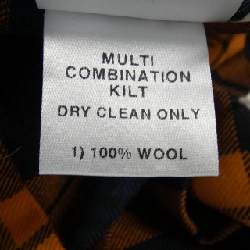 MULTI
COMBINATION
KILT
DRY CLEAN ONLY
1) 100% WOOL